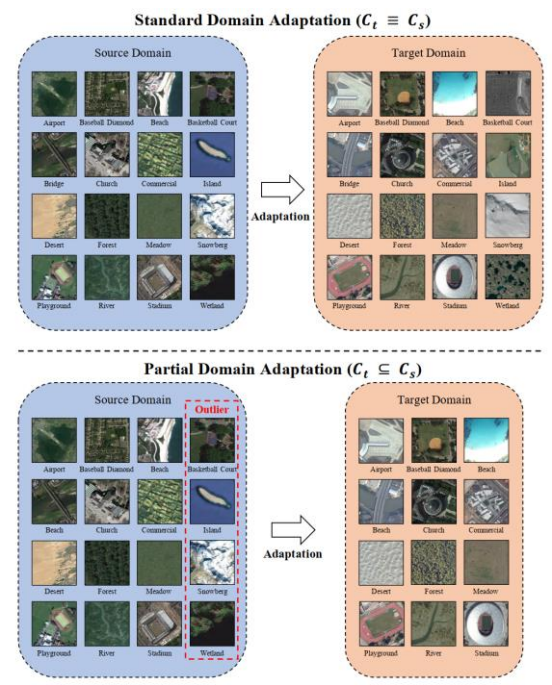 Standard Domain Adaptation (Cₜ ≡ Cₛ)
Source Domain
Airport Baseball Diamond Beach Basketball Court
Bridge Church Commercial Island
Desert Forest Meadow Snowberg
Playground River Stadium Wetland
Adaptation
Target Domain
Airport Baseball Diamond Beach Basketball Court
Bridge Church Commercial Island
Desert Forest Meadow Snowberg
Playground River Stadium Wetland
Partial Domain Adaptation (Cₜ ⊆ Cₛ)
Source Domain
Outlier
Airport Baseball Diamond Beach Basketball Court
Beach Church Commercial Island
Desert Forest Meadow Snowberg
Playground River Stadium Wetland
Adaptation
Target Domain
Airport Baseball Diamond Beach
Beach Church Commercial
Desert Forest Meadow
Playground River Stadium